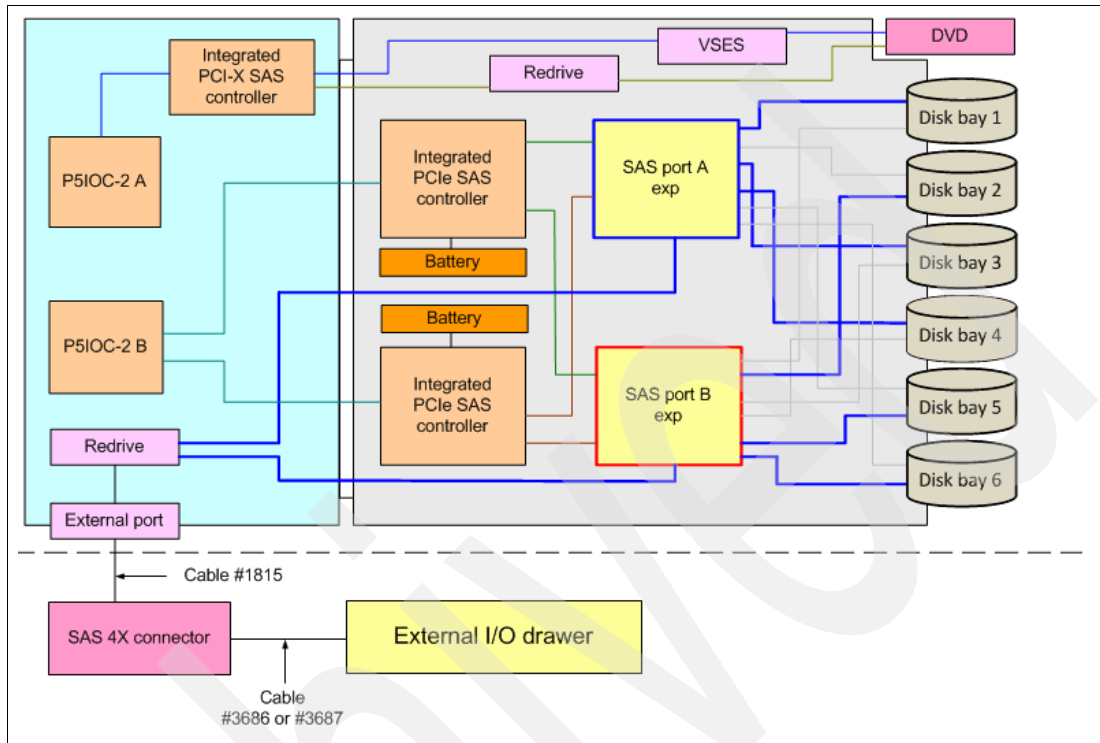 VSES
DVD
Integrated
PCI-X SAS
controller
Redrive
Disk bay 1
P5IOC-2 A
Integrated
PCIe SAS
controller
SAS port A
exp
Disk bay 2
Battery
Disk bay 3
Battery
Disk bay 4
P5IOC-2 B
Integrated
PCIe SAS
controller
SAS port B
exp
Disk bay 5
Redrive
Disk bay 6
External port
Cable #1815
SAS 4X connector
External I/O drawer
Cable
#3686 or #3687